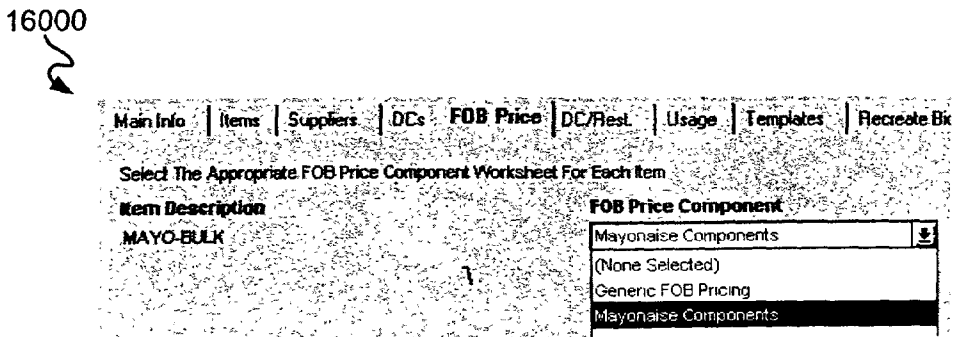 16000
Main Info | Items | Suppliers | DCs FOB Price | DC/Rest. | Usage | Templates | Recreate Bi
Select The Appropriate FOB Price Component Worksheet For Each Item
Item Description FOB Price Component
MAYO-BULK Mayonaise Components
(None Selected)
Generic FOB Pricing
Mayonaise Components